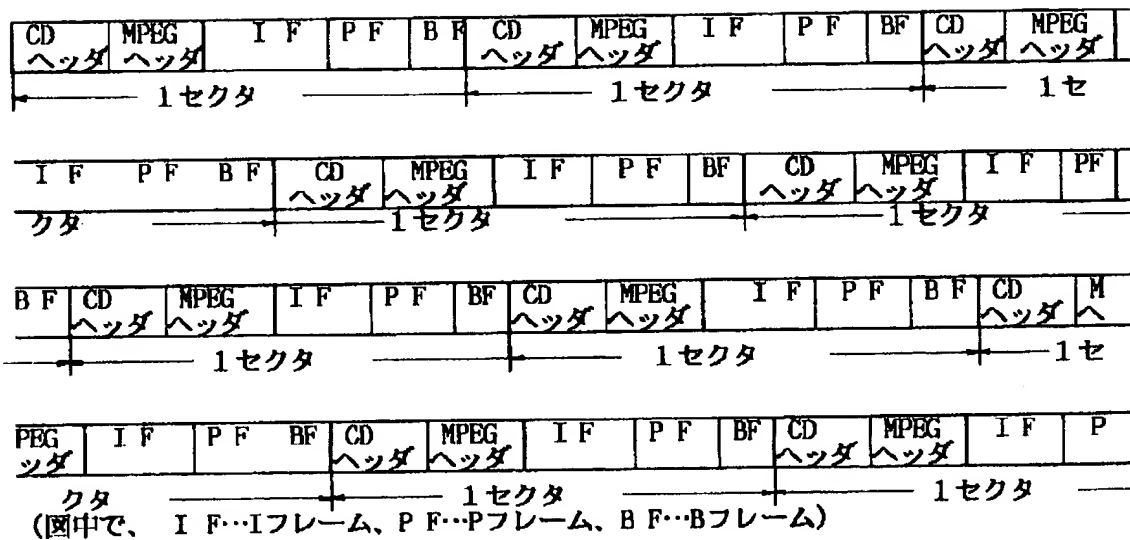 CD MPEG I F P F B F CD MPEG I F P F BF CD MPEG
ヘッダ ヘッダ ヘッダ ヘッダ ヘッダ ヘッダ
1セクタ 1セクタ 1セ
I F P F B F CD MPEG I F P F BF CD MPEG I F PF
ヘッダ ヘッダ ヘッダ ヘッダ
クタ 1セクタ 1セクタ
B F CD MPEG I F P F BF CD MPEG I F P F B F CD M
ヘッダ ヘッダ ヘッダ ヘッダ ヘッダ ヘ
1セクタ 1セクタ 1セ
PEG I F P F BF CD MPEG I F P F BF CD MPEG I F P
ッダ ヘッダ ヘッダ ヘッダ ヘッダ
クタ 1セクタ 1セクタ
(図中で、 I F…Iフレーム、P F…Pフレーム、B F…Bフレーム)